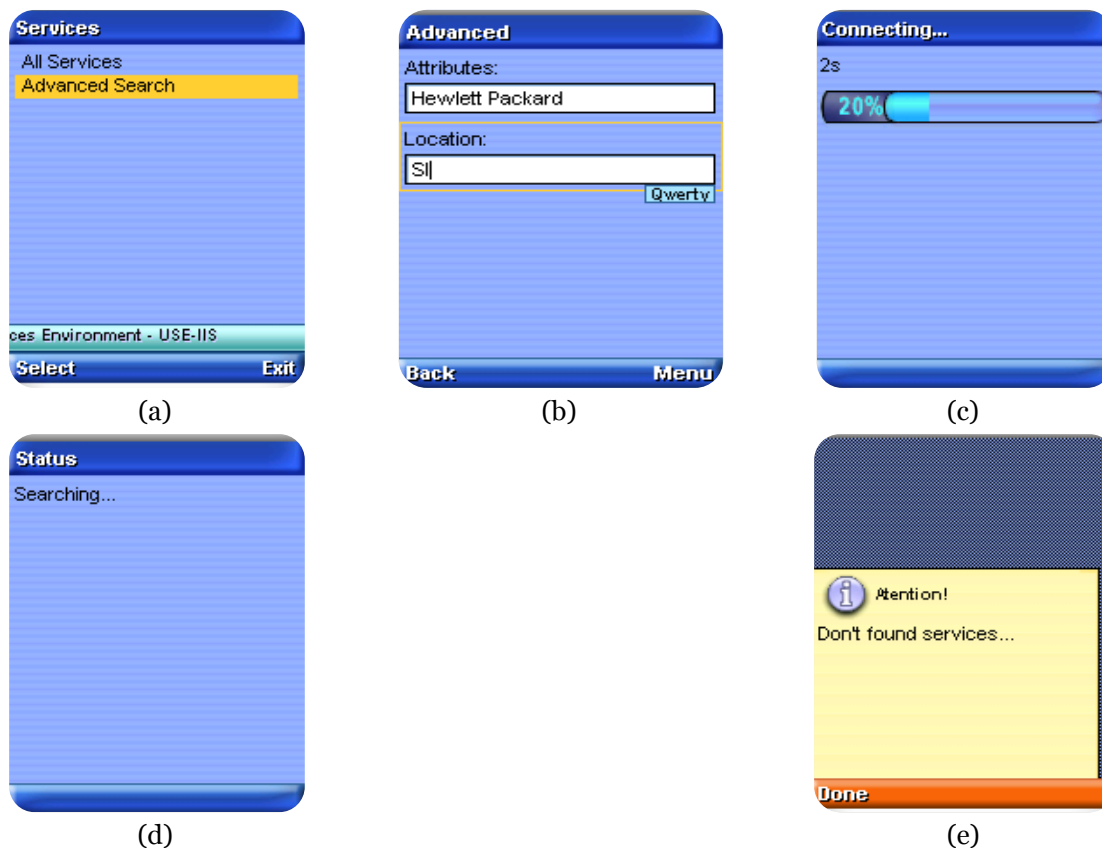 Services
All Services
Advanced Search
ces Environment - USE-IIS
Select Exit
(a)
Advanced
Attributes:
Hewlett Packard
Location:
SI
Qwerty
Back Menu
(b)
Connecting...
2s
20%
(c)
Status
Searching...
(d)
Atention!
Don't found services...
Done
(e)